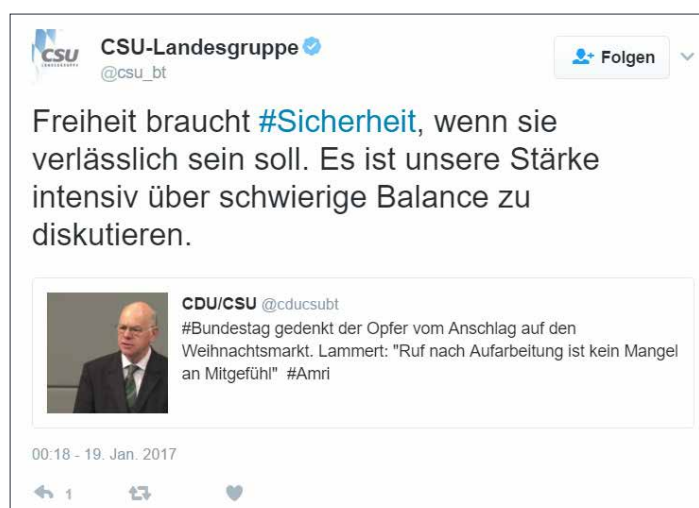 CSU
LANDESGRUPPE
CSU-Landesgruppe
@csu_bt
Folgen
Freiheit braucht #Sicherheit, wenn sie
verlässlich sein soll. Es ist unsere Stärke
intensiv über schwierige Balance zu
diskutieren.
CDU/CSU @cducsubt
#Bundestag gedenkt der Opfer vom Anschlag auf den
Weihnachtsmarkt. Lammert: "Ruf nach Aufarbeitung ist kein Mangel
an Mitgefühl" #Amri
00:18 - 19. Jan. 2017
1